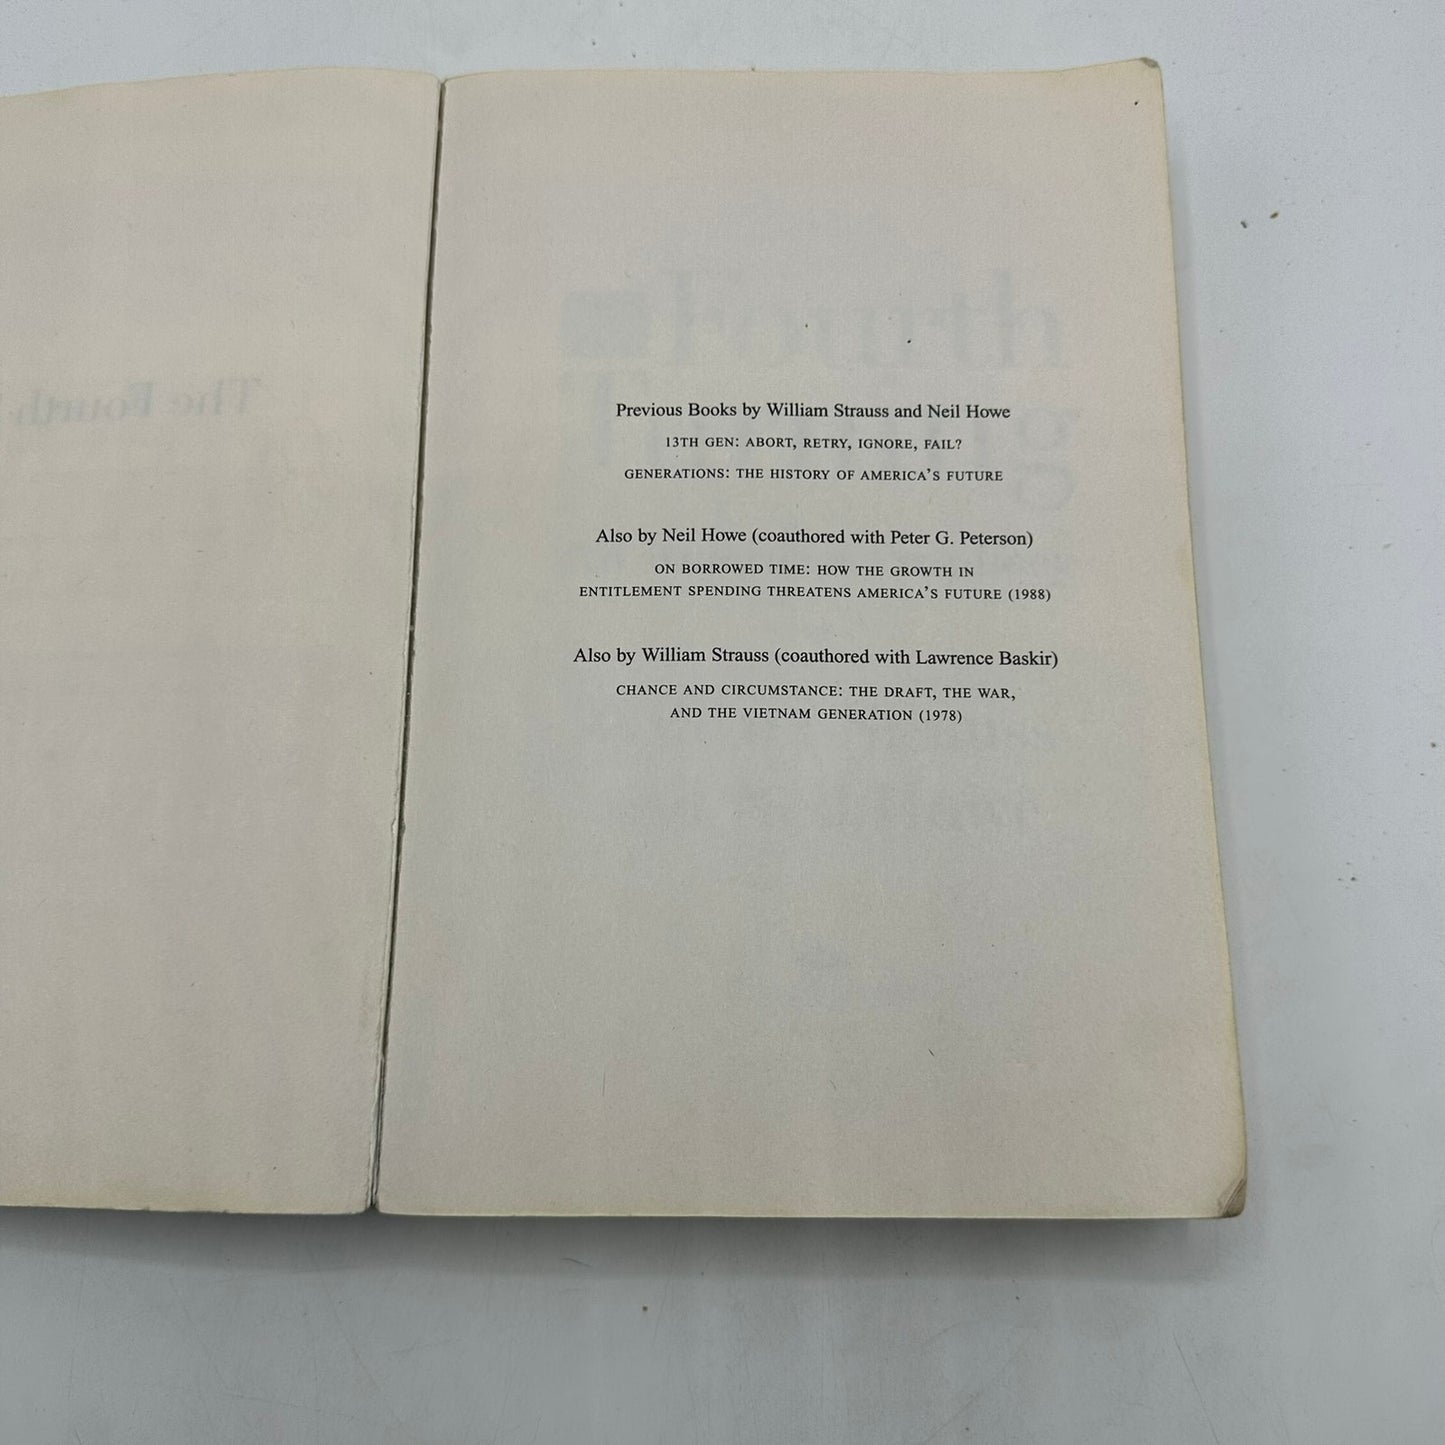 Previous Books by William Strauss and Neil Howe
13TH GEN: ABORT, RETRY, IGNORE, FAIL?
GENERATIONS: THE HISTORY OF AMERICA'S FUTURE
Also by Neil Howe (coauthored with Peter G. Peterson)
ON BORROWED TIME: HOW THE GROWTH IN
ENTITLEMENT SPENDING THREATENS AMERICA'S FUTURE (1988)
Also by William Strauss (coauthored with Lawrence Baskir)
CHANCE AND CIRCUMSTANCE: THE DRAFT, THE WAR,
AND THE VIETNAM GENERATION (1978)
The Fourth